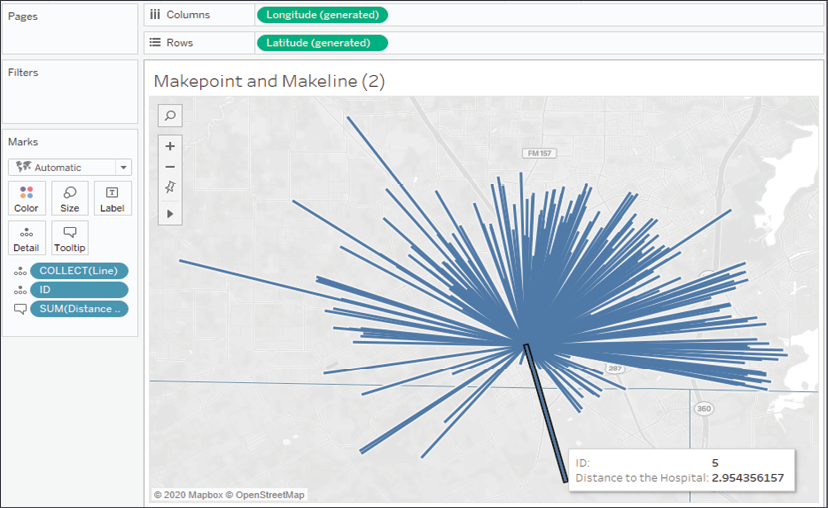 Pages
Columns Longitude (generated)
Rows Latitude (generated)
Filters
Makepoint and Makeline (2)
Marks
Automatic
Color Size Label
Detail Tooltip
COLLECT(Line)
ID
SUM(Distance ..
FM 157
287
360
ID: 5
Distance to the Hospital: 2.954356157
© 2020 Mapbox © OpenStreetMap